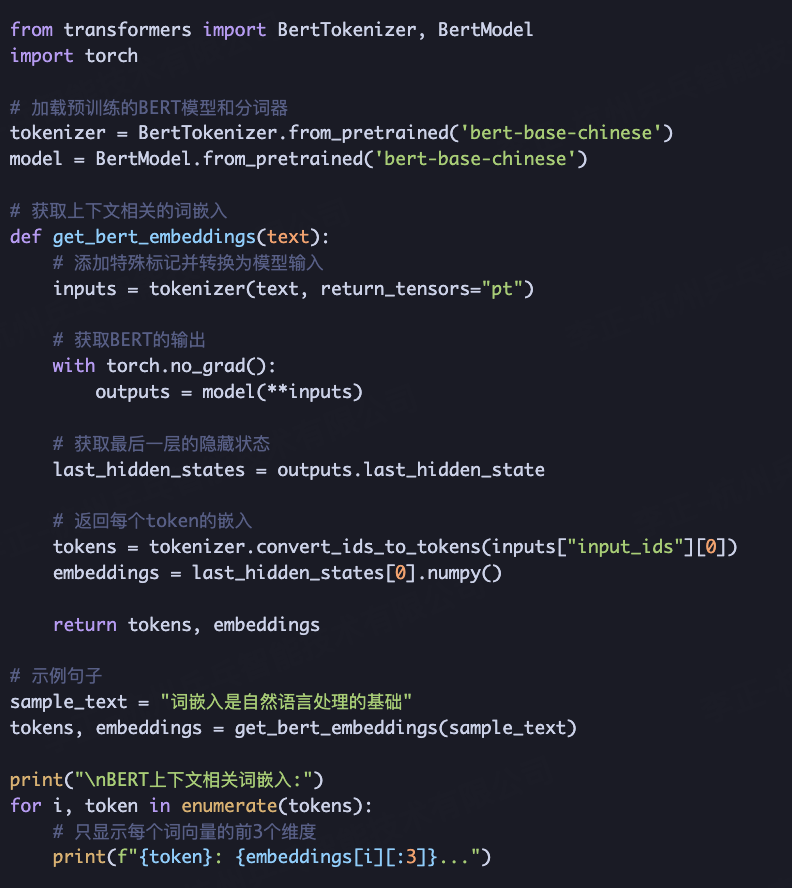 from transformers import BertTokenizer, BertModel
import torch

# 加载预训练的BERT模型和分词器
tokenizer = BertTokenizer.from_pretrained('bert-base-chinese')
model = BertModel.from_pretrained('bert-base-chinese')

# 获取上下文相关的词嵌入
def get_bert_embeddings(text):
    # 添加特殊标记并转换为模型输入
    inputs = tokenizer(text, return_tensors="pt")

    # 获取BERT的输出
    with torch.no_grad():
        outputs = model(**inputs)

    # 获取最后一层的隐藏状态
    last_hidden_states = outputs.last_hidden_state

    # 返回每个token的嵌入
    tokens = tokenizer.convert_ids_to_tokens(inputs["input_ids"][0])
    embeddings = last_hidden_states[0].numpy()

    return tokens, embeddings

# 示例句子
sample_text = "词嵌入是自然语言处理的基础"
tokens, embeddings = get_bert_embeddings(sample_text)

print("\nBERT上下文相关词嵌入:")
for i, token in enumerate(tokens):
    # 只显示每个词向量的前3个维度
    print(f"{token}: {embeddings[i][:3]}...")